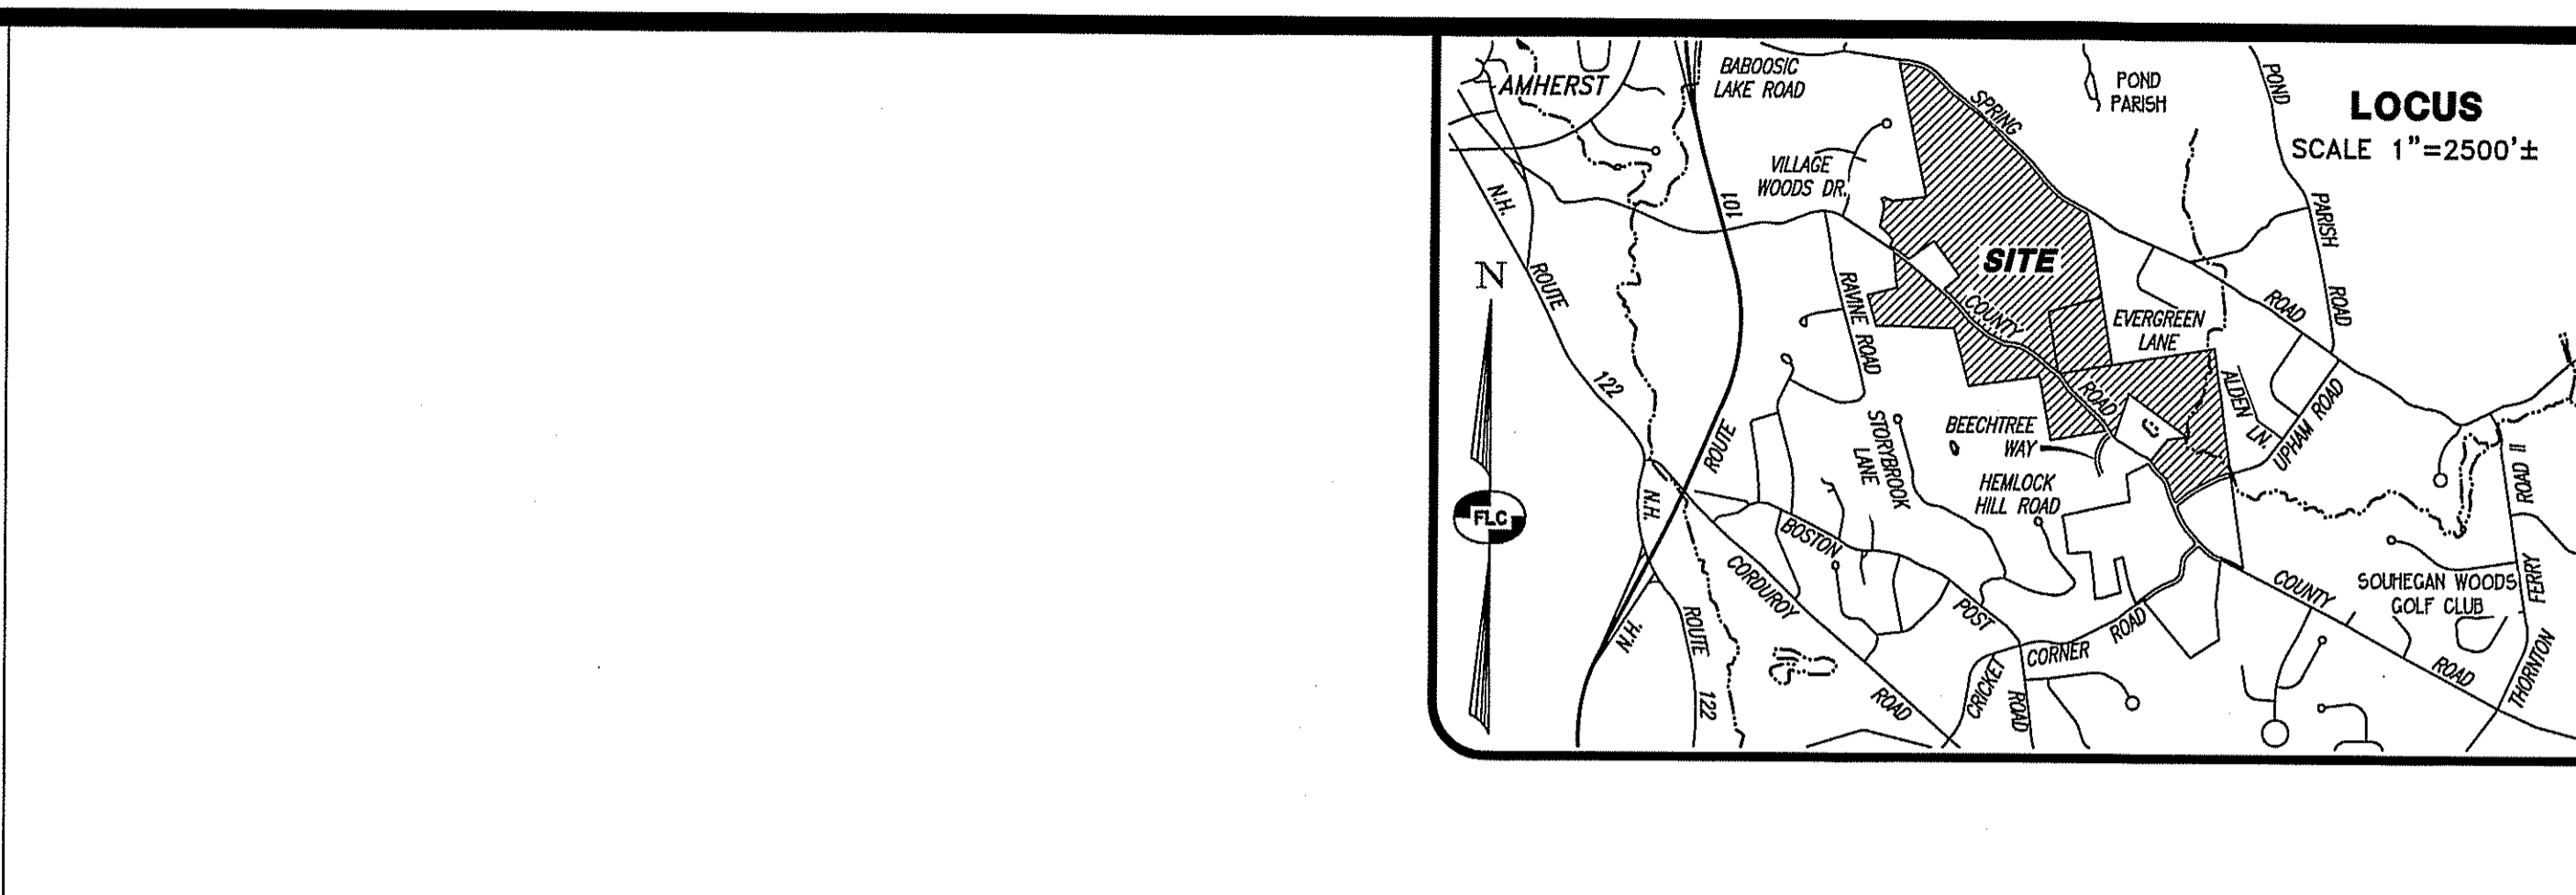 LOCUS
SCALE 1"=2500'±
AMHERST
BABOOSIC
LAKE ROAD
SPRING
ROAD
POND
PARISH
POND
PARISH
ROAD
VILLAGE
WOODS DR.
101
N.H.
ROUTE
122
N
SITE
RAVINE ROAD
COUNTY
ROAD
EVERGREEN
LANE
ALDEN
LN.
UPHAM ROAD
BEECHTREE
WAY
STORYBROOK
LANE
HEMLOCK
HILL ROAD
ROUTE
N.H.
FLC
N.H.
ROUTE
122
BOSTON
POST
ROAD
CORDUROY
ROAD
CRICKET
CORNER
ROAD
COUNTY
ROAD
SOUHEGAN WOODS
GOLF CLUB
ROAD II
FERRY
THORNTON